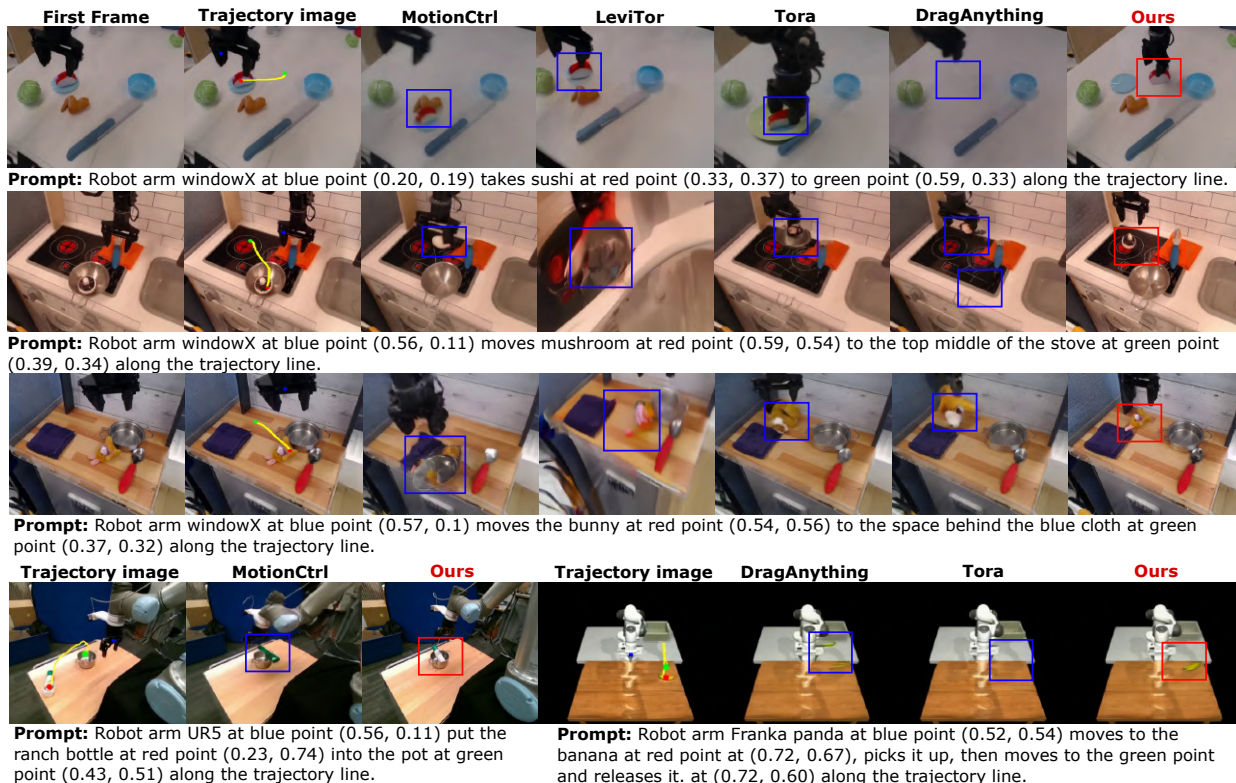 First Frame Trajectory image MotionCtrl LeviTor Tora DragAnything Ours
Prompt: Robot arm windowX at blue point (0.20, 0.19) takes sushi at red point (0.33, 0.37) to green point (0.59, 0.33) along the trajectory line.
Prompt: Robot arm windowX at blue point (0.56, 0.11) moves mushroom at red point (0.59, 0.54) to the top middle of the stove at green point
(0.39, 0.34) along the trajectory line.
Prompt: Robot arm windowX at blue point (0.57, 0.1) moves the bunny at red point (0.54, 0.56) to the space behind the blue cloth at green
point (0.37, 0.32) along the trajectory line.
Trajectory image MotionCtrl Ours Trajectory image DragAnything Tora Ours
Prompt: Robot arm UR5 at blue point (0.56, 0.11) put the
ranch bottle at red point (0.23, 0.74) into the pot at green
point (0.43, 0.51) along the trajectory line.
Prompt: Robot arm Franka panda at blue point (0.52, 0.54) moves to the
banana at red point at (0.72, 0.67), picks it up, then moves to the green point
and releases it. at (0.72, 0.60) along the trajectory line.